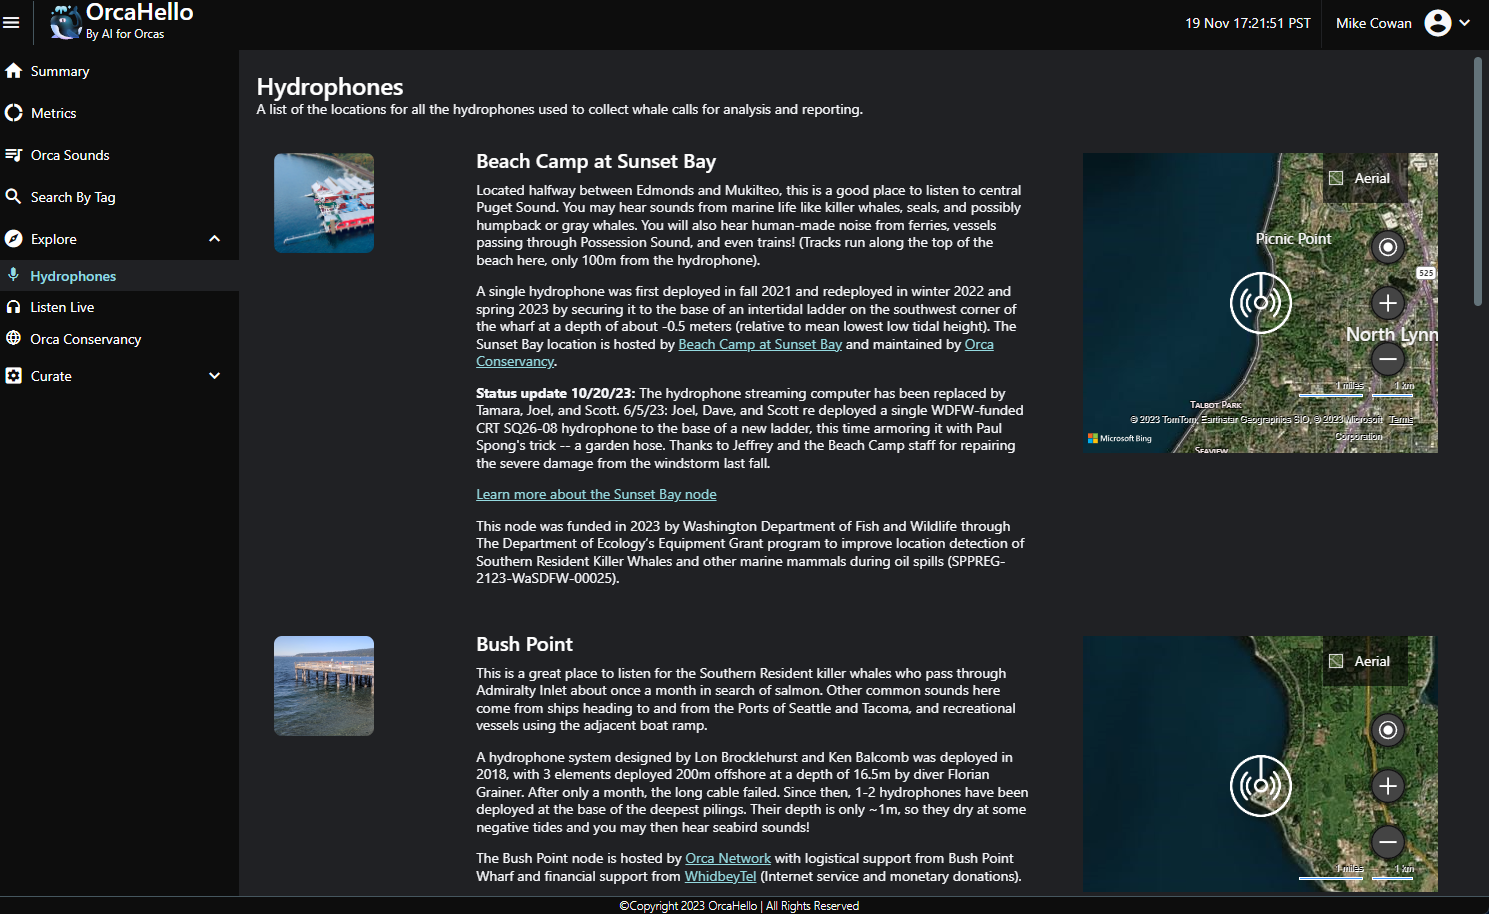 OrcaHello
By AI for Orcas
19 Nov 17:21:51 PST
Mike Cowan
Summary
Metrics
Orca Sounds
Search By Tag
Explore
Hydrophones
Listen Live
Orca Conservancy
Curate
Hydrophones
A list of the locations for all the hydrophones used to collect whale calls for analysis and reporting.
Beach Camp at Sunset Bay
Located halfway between Edmonds and Mukilteo, this is a good place to listen to central
Puget Sound. You may hear sounds from marine life like killer whales, seals, and possibly
humpback or gray whales. You will also hear human-made noise from ferries, vessels
passing through Possession Sound, and even trains! (Tracks run along the top of the
beach here, only 100m from the hydrophone).
A single hydrophone was first deployed in fall 2021 and redeployed in winter 2022 and
spring 2023 by securing it to the base of an intertidal ladder on the southwest corner of
the wharf at a depth of about -0.5 meters (relative to mean lowest low tidal height). The
Sunset Bay location is hosted by Beach Camp at Sunset Bay and maintained by Orca
Conservancy.
Status update 10/20/23: The hydrophone streaming computer has been replaced by
Tamara, Joel, and Scott. 6/5/23: Joel, Dave, and Scott re deployed a single WDFW-funded
CRT SQ26-08 hydrophone to the base of a new ladder, this time armoring it with Paul
Spong's trick -- a garden hose. Thanks to Jeffrey and the Beach Camp staff for repairing
the severe damage from the windstorm last fall.
Learn more about the Sunset Bay node
This node was funded in 2023 by Washington Department of Fish and Wildlife through
The Department of Ecology's Equipment Grant program to improve location detection of
Southern Resident Killer Whales and other marine mammals during oil spills (SPPREG-
2123-WaSDFW-00025).
Aerial
Picnic Point
525
North Lynn
1 miles
1 km
TALBOT PARK
© 2023 TomTom, Earthstar Geographics SIO, © 2023 Microsoft Terms
Corporation
Microsoft Bing
SEAVIEW
Bush Point
This is a great place to listen for the Southern Resident killer whales who pass through
Admiralty Inlet about once a month in search of salmon. Other common sounds here
come from ships heading to and from the Ports of Seattle and Tacoma, and recreational
vessels using the adjacent boat ramp.
A hydrophone system designed by Lon Brocklehurst and Ken Balcomb was deployed in
2018, with 3 elements deployed 200m offshore at a depth of 16.5m by diver Florian
Grainer. After only a month, the long cable failed. Since then, 1-2 hydrophones have been
deployed at the base of the deepest pilings. Their depth is only ~1m, so they dry at some
negative tides and you may then hear seabird sounds!
The Bush Point node is hosted by Orca Network with logistical support from Bush Point
Wharf and financial support from WhidbeyTel (Internet service and monetary donations).
Aerial
1 miles
1 km
©Copyright 2023 OrcaHello | All Rights Reserved